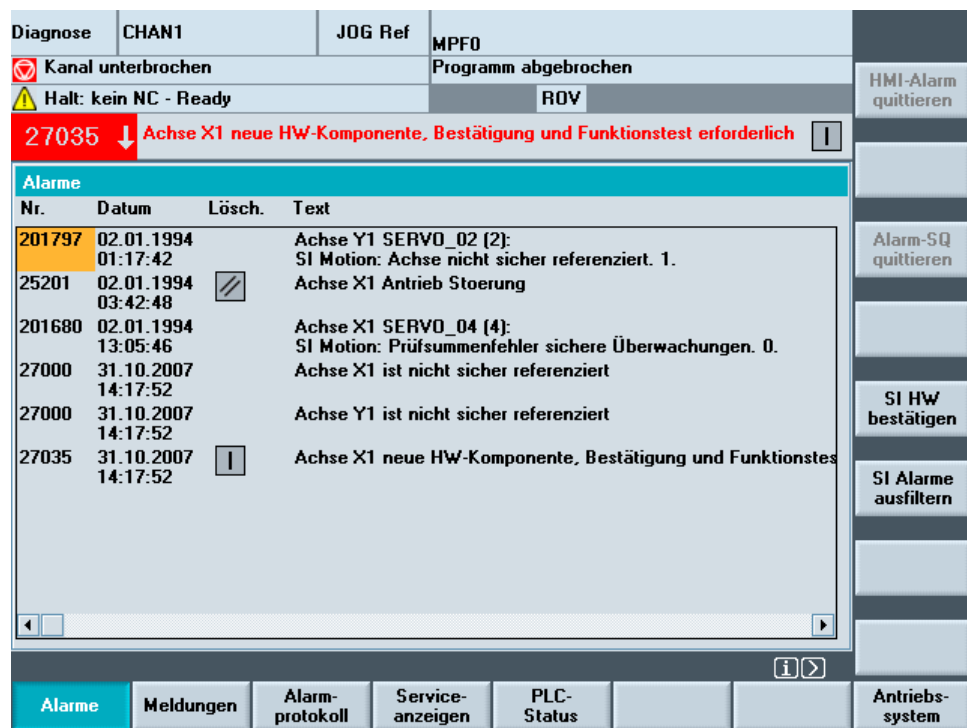 Diagnose CHAN1 JOG Ref MPF0
Kanal unterbrochen Programm abgebrochen
Halt: kein NC - Ready ROV
27035 Achse X1 neue HW-Komponente, Bestätigung und Funktionstest erforderlich
Alarme
Nr. Datum Lösch. Text
201797 02.01.1994 Achse Y1 SERVO_02 (2):
01:17:42 SI Motion: Achse nicht sicher referenziert. 1.
25201 02.01.1994 Achse X1 Antrieb Stoerung
03:42:48
201680 02.01.1994 Achse X1 SERVO_04 (4):
13:05:46 SI Motion: Prüfsummenfehler sichere Überwachungen. 0.
27000 31.10.2007 Achse X1 ist nicht sicher referenziert
14:17:52
27000 31.10.2007 Achse Y1 ist nicht sicher referenziert
14:17:52
27035 31.10.2007 Achse X1 neue HW-Komponente, Bestätigung und Funktionstes
14:17:52
HMI-Alarm
quittieren
Alarm-SQ
quittieren
SI HW
bestätigen
SI Alarme
ausfiltern
Alarme
Meldungen
Alarm-
protokoll
Service-
anzeigen
PLC-
Status
Antriebs-
system